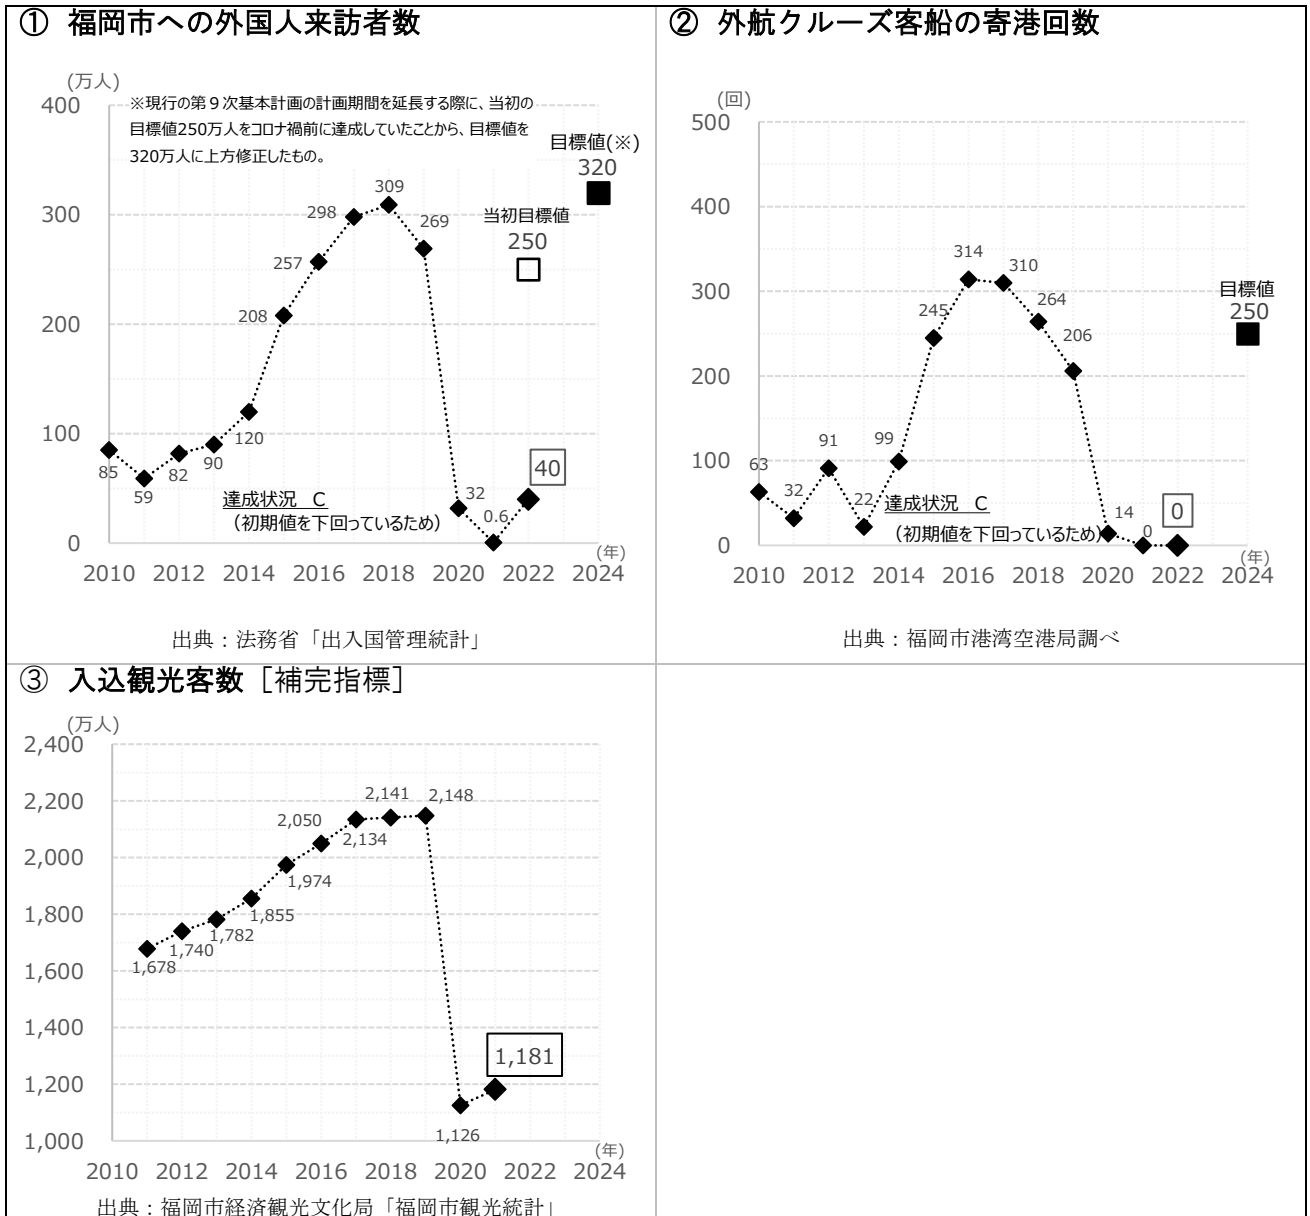 ① 福岡市への外国人来訪者数
(万人)
※現行の第9次基本計画の計画期間を延長する際に、当初の
目標値250万人をコロナ禍前に達成していたことから、目標値を
320万人に上方修正したもの。
目標値(※)
320
当初目標値
250
400
300
200
100
0
85
59
82
90
120
208
257
298
309
269
32
0.6
40
達成状況 C
(初期値を下回っているため)
(年)
2010 2012 2014 2016 2018 2020 2022 2024
出典:法務省「出入国管理統計」
② 外航クルーズ客船の寄港回数
(回)
500
400
300
200
100
0
63
32
91
22
99
245
314
310
264
206
14
0
0
目標値
250
達成状況 C
(初期値を下回っているため)
(年)
2010 2012 2014 2016 2018 2020 2022 2024
出典:福岡市港湾空港局調べ
③ 入込観光客数[補完指標]
(万人)
2,400
2,200
2,000
1,800
1,600
1,400
1,200
1,000
1,678
1,740
1,782
1,855
1,974
2,050
2,134
2,141
2,148
1,126
1,181
(年)
2010 2012 2014 2016 2018 2020 2022 2024
出典:福岡市経済観光文化局「福岡市観光統計」